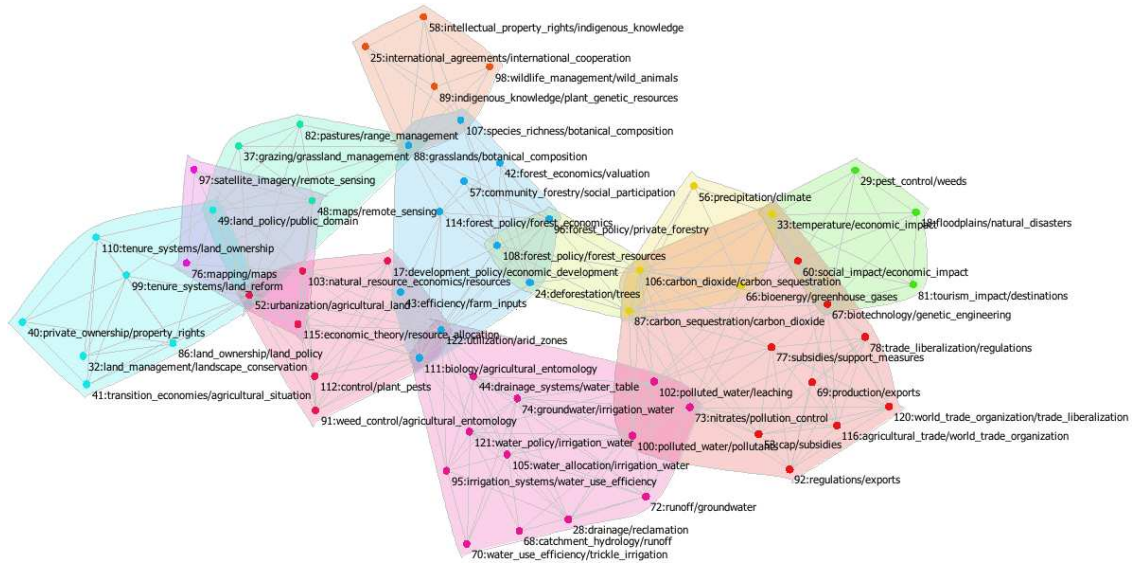 58:intellectual_property_rights/indigenous_knowledge
25:international_agreements/international_cooperation
98:wildlife_management/wild_animals
89:indigenous_knowledge/plant_genetic_resources
107:species_richness/botanical_composition
82:pastures/range_management
37:grazing/grassland_management
88:grasslands/botanical_composition
42:forest_economics/valuation
97:satellite_imagery/remote_sensing
57:community_forestry/social_participation
29:pest_control/weeds
56:precipitation/climate
48:maps/remote_sensing
49:land_policy/public_domain
114:forest_policy/forest_economics
96:forest_policy/private_forestry
33:temperature/economic_impact
18:floodplains/natural_disasters
110:tenure_systems/land_ownership
108:forest_policy/forest_resources
76:mapping/maps
17:development_policy/economic_development
60:social_impact/economic_impact
99:tenure_systems/land_reform
103:natural_resource_economics/resources
106:carbon_dioxide/carbon_sequestration
24:deforestation/trees
66:bioenergy/greenhouse_gases
81:tourism_impact/destinations
52:urbanization/agricultural_land
43:efficiency/farm_inputs
67:biotechnology/genetic_engineering
87:carbon_sequestration/carbon_dioxide
40:private_ownership/property_rights
115:economic_theory/resource_allocation
122:utilization/arid_zones
86:land_ownership/land_policy
78:trade_liberalization/regulations
77:subsidies/support_measures
32:land_management/landscape_conservation
111:biology/agricultural_entomology
112:control/plant_pests
44:drainage_systems/water_table
102:polluted_water/leaching
69:production/exports
41:transition_economies/agricultural_situation
74:groundwater/irrigation_water
73:nitrates/pollution_control
120:world_trade_organization/trade_liberalization
91:weed_control/agricultural_entomology
116:agricultural_trade/world_trade_organization
121:water_policy/irrigation_water
100:polluted_water/pollutants
cap/subsidies
105:water_allocation/irrigation_water
95:irrigation_systems/water_use_efficiency
92:regulations/exports
72:runoff/groundwater
28:drainage/reclamation
68:catchment_hydrology/runoff
70:water_use_efficiency/trickle_irrigation